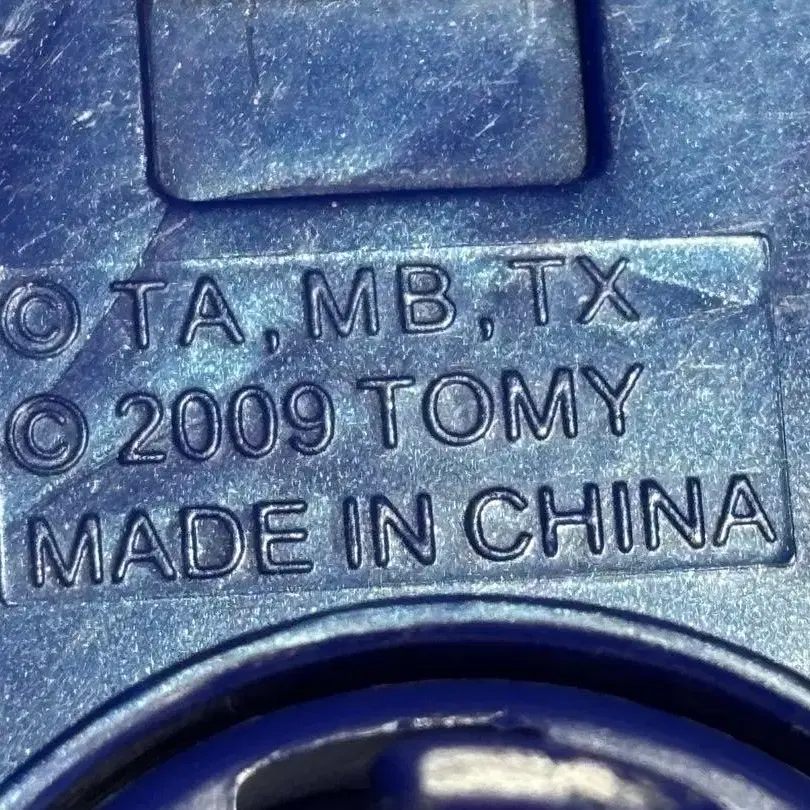 © TA, MB, TX
© 2009 TOMY
MADE IN CHINA